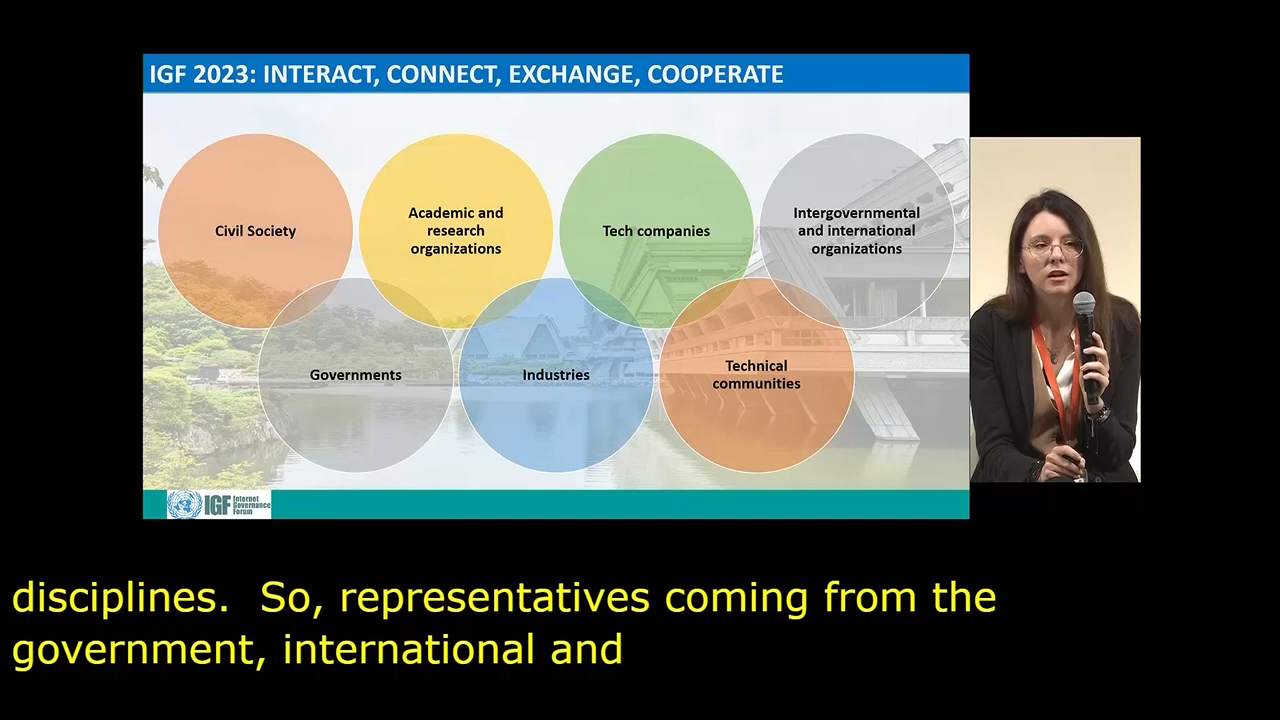 IGF 2023: INTERACT, CONNECT, EXCHANGE, COOPERATE
Civil Society
Academic and
research
organizations
Tech companies
Intergovernmental
and international
organizations
Governments
Industries
Technical
communities
IGF
Internet
Governance
Forum
disciplines.  So, representatives coming from the
government, international and